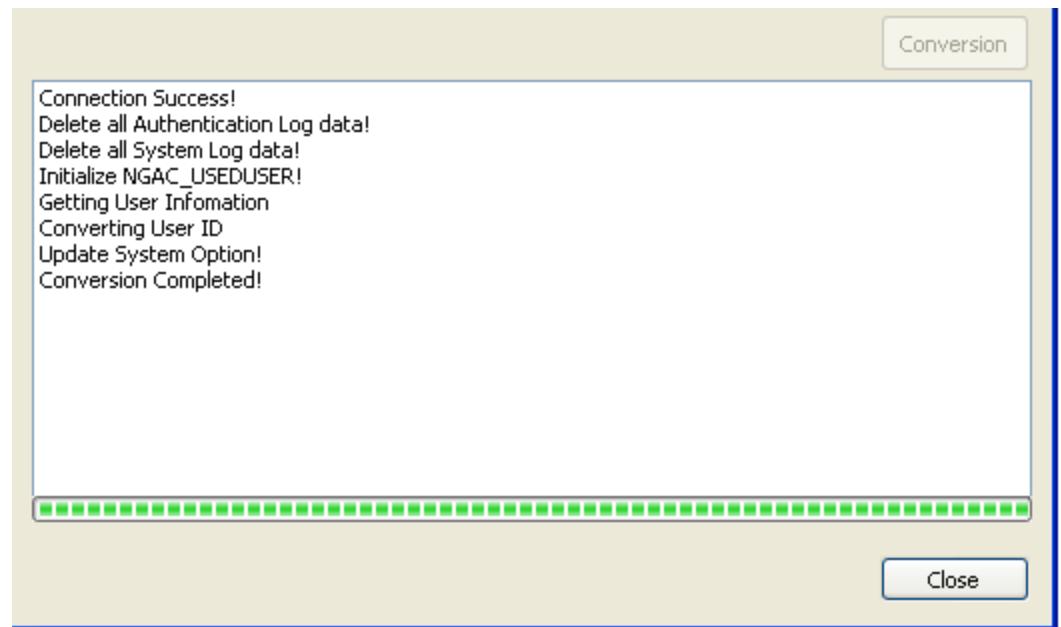 Conversion
Connection Success!
Delete all Authentication Log data!
Delete all System Log data!
Initialize NGAC_USEDUSER!
Getting User Infomation
Converting User ID
Update System Option!
Conversion Completed!
Close